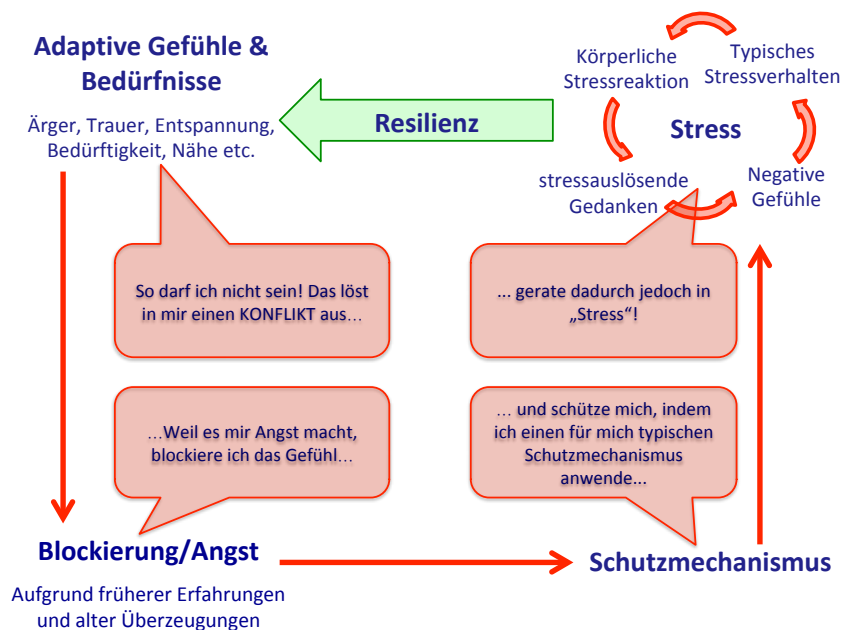 Adaptive Gefühle &
Bedürfnisse
Ärger, Trauer, Entspannung,
Bedürftigkeit, Nähe etc.
Resilienz
Körperliche
Stressreaktion
Typisches
Stressverhalten
Stress
stressauslösende
Gedanken
Negative
Gefühle
So darf ich nicht sein! Das löst
in mir einen KONFLIKT aus…
... gerate dadurch jedoch in
„Stress“!
…Weil es mir Angst macht,
blockiere ich das Gefühl…
... und schütze mich, indem
ich einen für mich typischen
Schutzmechanismus
anwende...
Blockierung/Angst
Aufgrund früherer Erfahrungen
und alter Überzeugungen
Schutzmechanismus